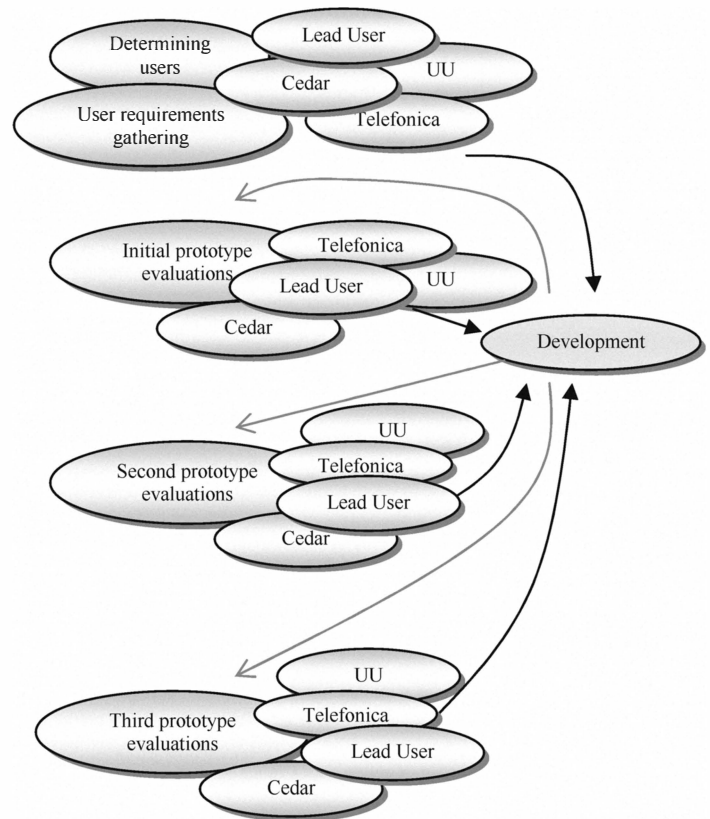 Lead User
Determining
users
UU
Cedar
User requirements
gathering
Telefonica
Initial prototype
evaluations
Telefonica
Lead User
UU
Cedar
Development
UU
Second prototype
evaluations
Telefonica
Lead User
Cedar
UU
Third prototype
evaluations
Telefonica
Lead User
Cedar